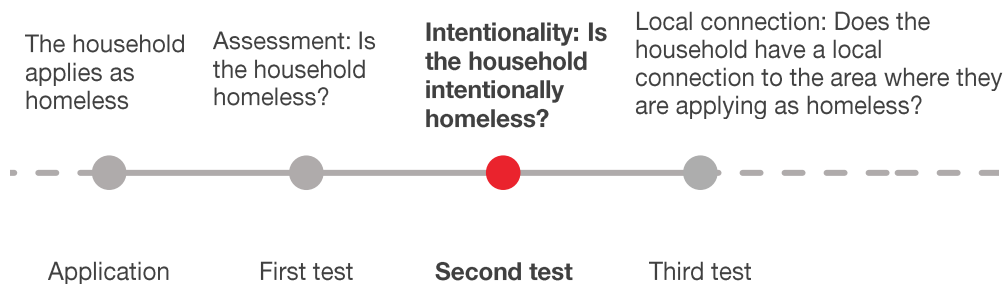 The household
applies as
homeless
Assessment: Is
the household
homeless?
Intentionality: Is
the household
intentionally
homeless?
Local connection: Does the
household have a local
connection to the area where they
are applying as homeless?
Application
First test
Second test
Third test